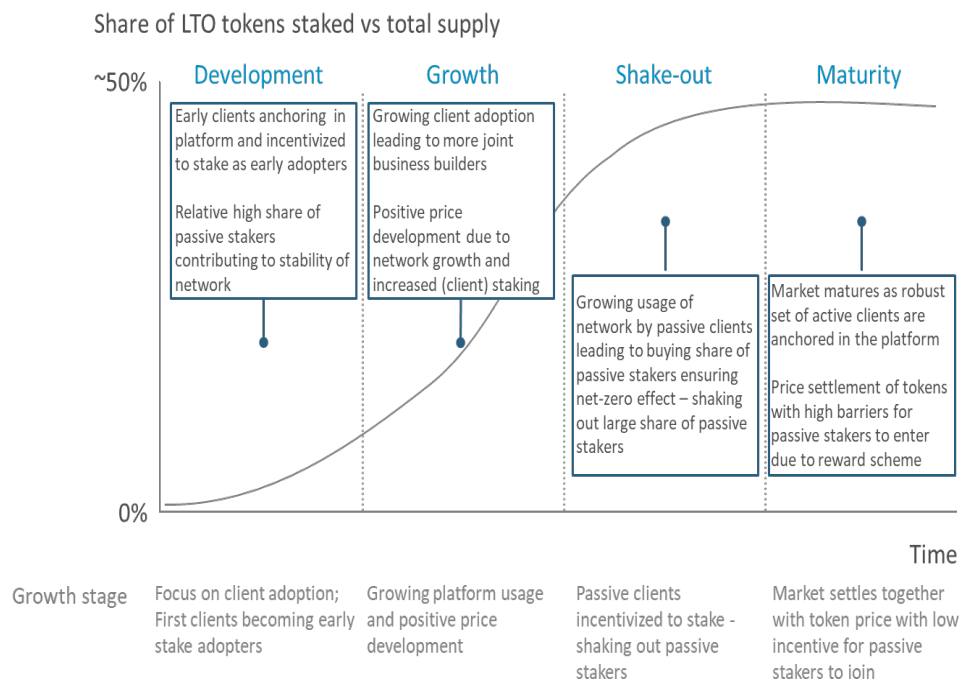 Share of LTO tokens staked vs total supply
~50%
Development
Growth
Shake-out
Maturity
Early clients anchoring in
platform and incentivized
to stake as early adopters
Relative high share of
passive stakers
contributing to stability of
network
Growing client adoption
leading to more joint
business builders
Positive price
development due to
network growth and
increased (client) staking
Growing usage of
network by passive clients
leading to buying share of
passive stakers ensuring
net-zero effect – shaking
out large share of passive
stakers
Market matures as robust
set of active clients are
anchored in the platform
Price settlement of tokens
with high barriers for
passive stakers to enter
due to reward scheme
0%
Time
Growth stage
Focus on client adoption;
First clients becoming early
stake adopters
Growing platform usage
and positive price
development
Passive clients
incentivized to stake -
shaking out passive
stakers
Market settles together
with token price with low
incentive for passive
stakers to join